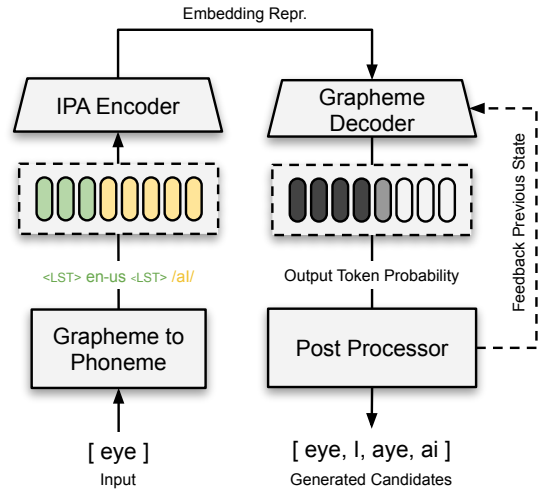 Embedding Repr.
IPA Encoder
Grapheme
Decoder
<LST> en-us <LST> /aI/
Output Token Probability
Feedback Previous State
Grapheme to
Phoneme
Post Processor
[ eye ]
Input
[ eye, I, aye, ai ]
Generated Candidates